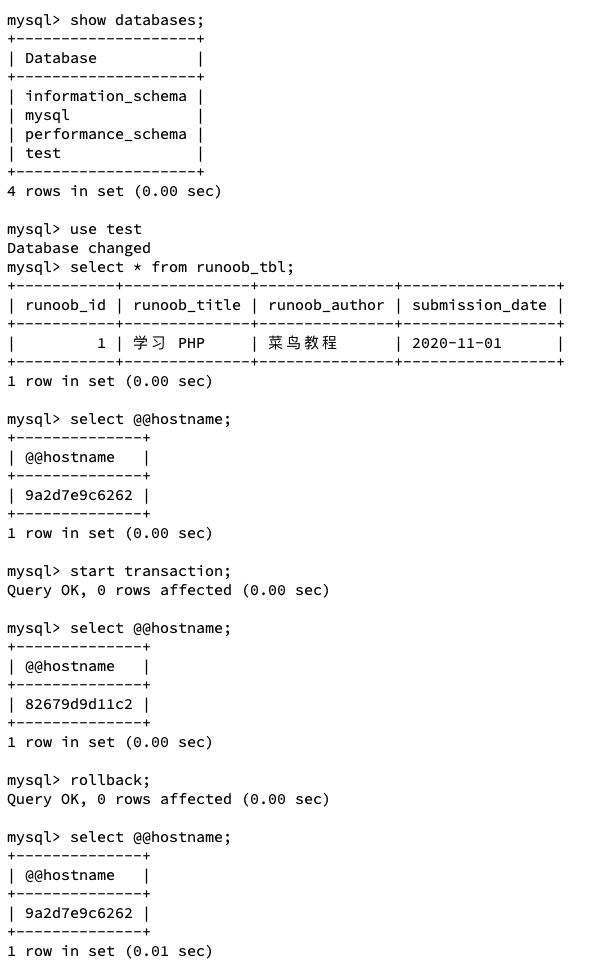 mysql> show databases;
+--------------------+
| Database           |
+--------------------+
| information_schema |
| mysql              |
| performance_schema |
| test               |
+--------------------+
4 rows in set (0.00 sec)

mysql> use test
Database changed
mysql> select * from runoob_tbl;
+-----------+--------------+---------------+-----------------+
| runoob_id | runoob_title | runoob_author | submission_date |
+-----------+--------------+---------------+-----------------+
|         1 | 学习 PHP     | 菜鸟教程      | 2020-11-01      |
+-----------+--------------+---------------+-----------------+
1 row in set (0.00 sec)

mysql> select @@hostname;
+--------------+
| @@hostname   |
+--------------+
| 9a2d7e9c6262 |
+--------------+
1 row in set (0.00 sec)

mysql> start transaction;
Query OK, 0 rows affected (0.00 sec)

mysql> select @@hostname;
+--------------+
| @@hostname   |
+--------------+
| 82679d9d11c2 |
+--------------+
1 row in set (0.00 sec)

mysql> rollback;
Query OK, 0 rows affected (0.00 sec)

mysql> select @@hostname;
+--------------+
| @@hostname   |
+--------------+
| 9a2d7e9c6262 |
+--------------+
1 row in set (0.01 sec)